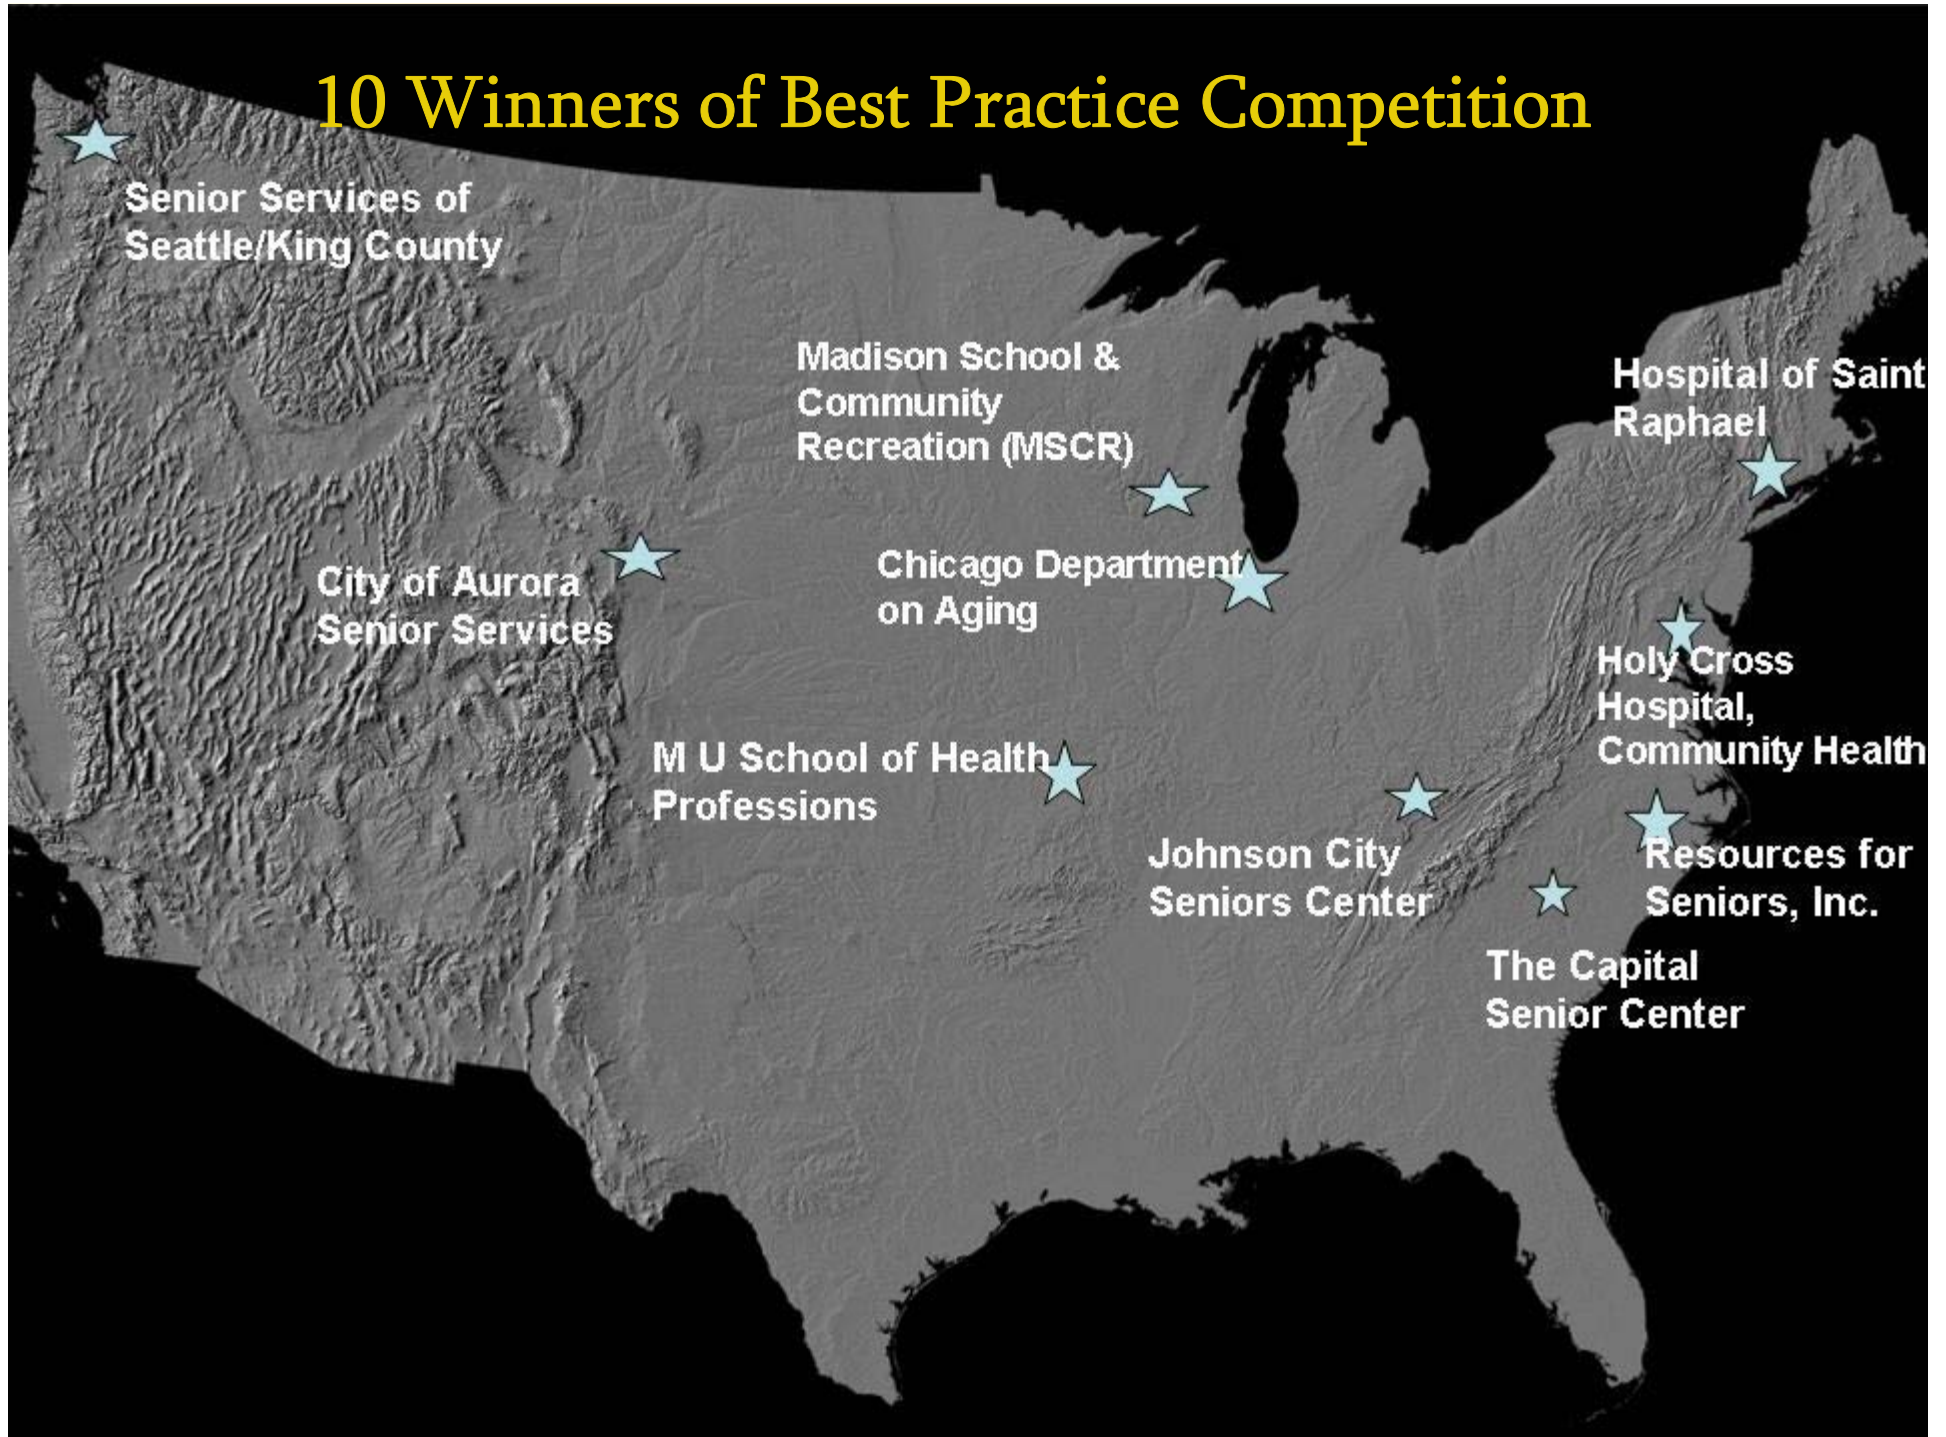 10 Winners of Best Practice Competition
Senior Services of
Seattle/King County
Madison School &
Community
Recreation (MSCR)
Hospital of Saint
Raphael
City of Aurora
Senior Services
Chicago Department
on Aging
Holy Cross
Hospital,
Community Health
M U School of Health
Professions
Johnson City
Seniors Center
Resources for
Seniors, Inc.
The Capital
Senior Center